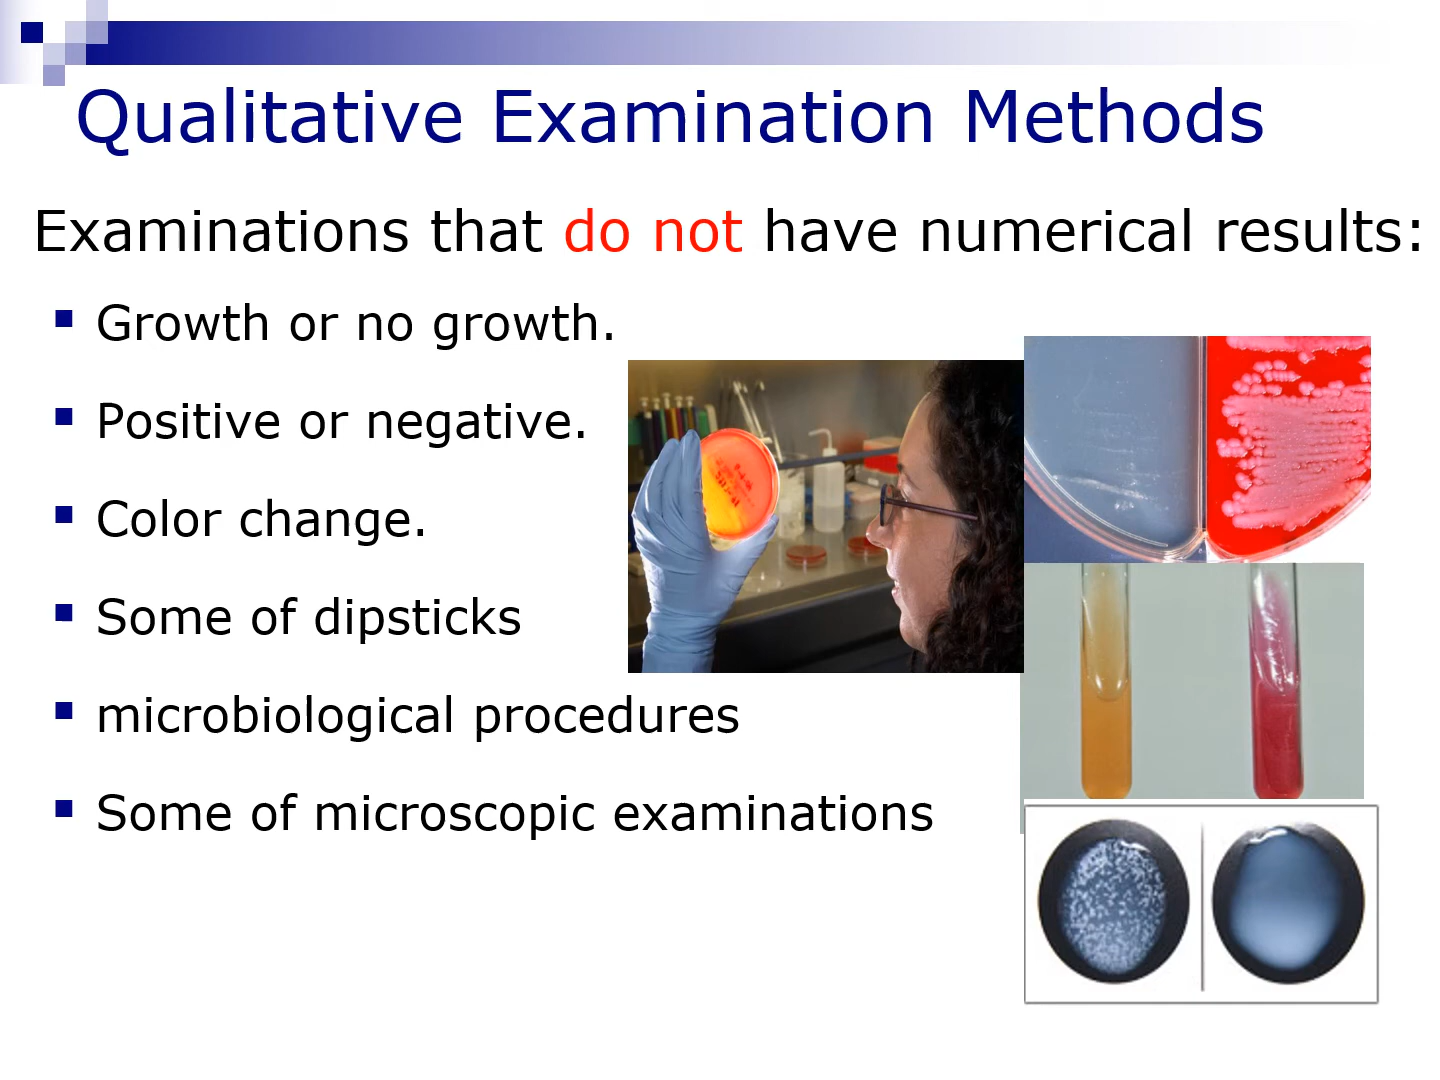 Qualitative Examination Methods
Examinations that do not have numerical results:
Growth or no growth.
Positive or negative.
Color change.
Some of dipsticks
microbiological procedures
Some of microscopic examinations